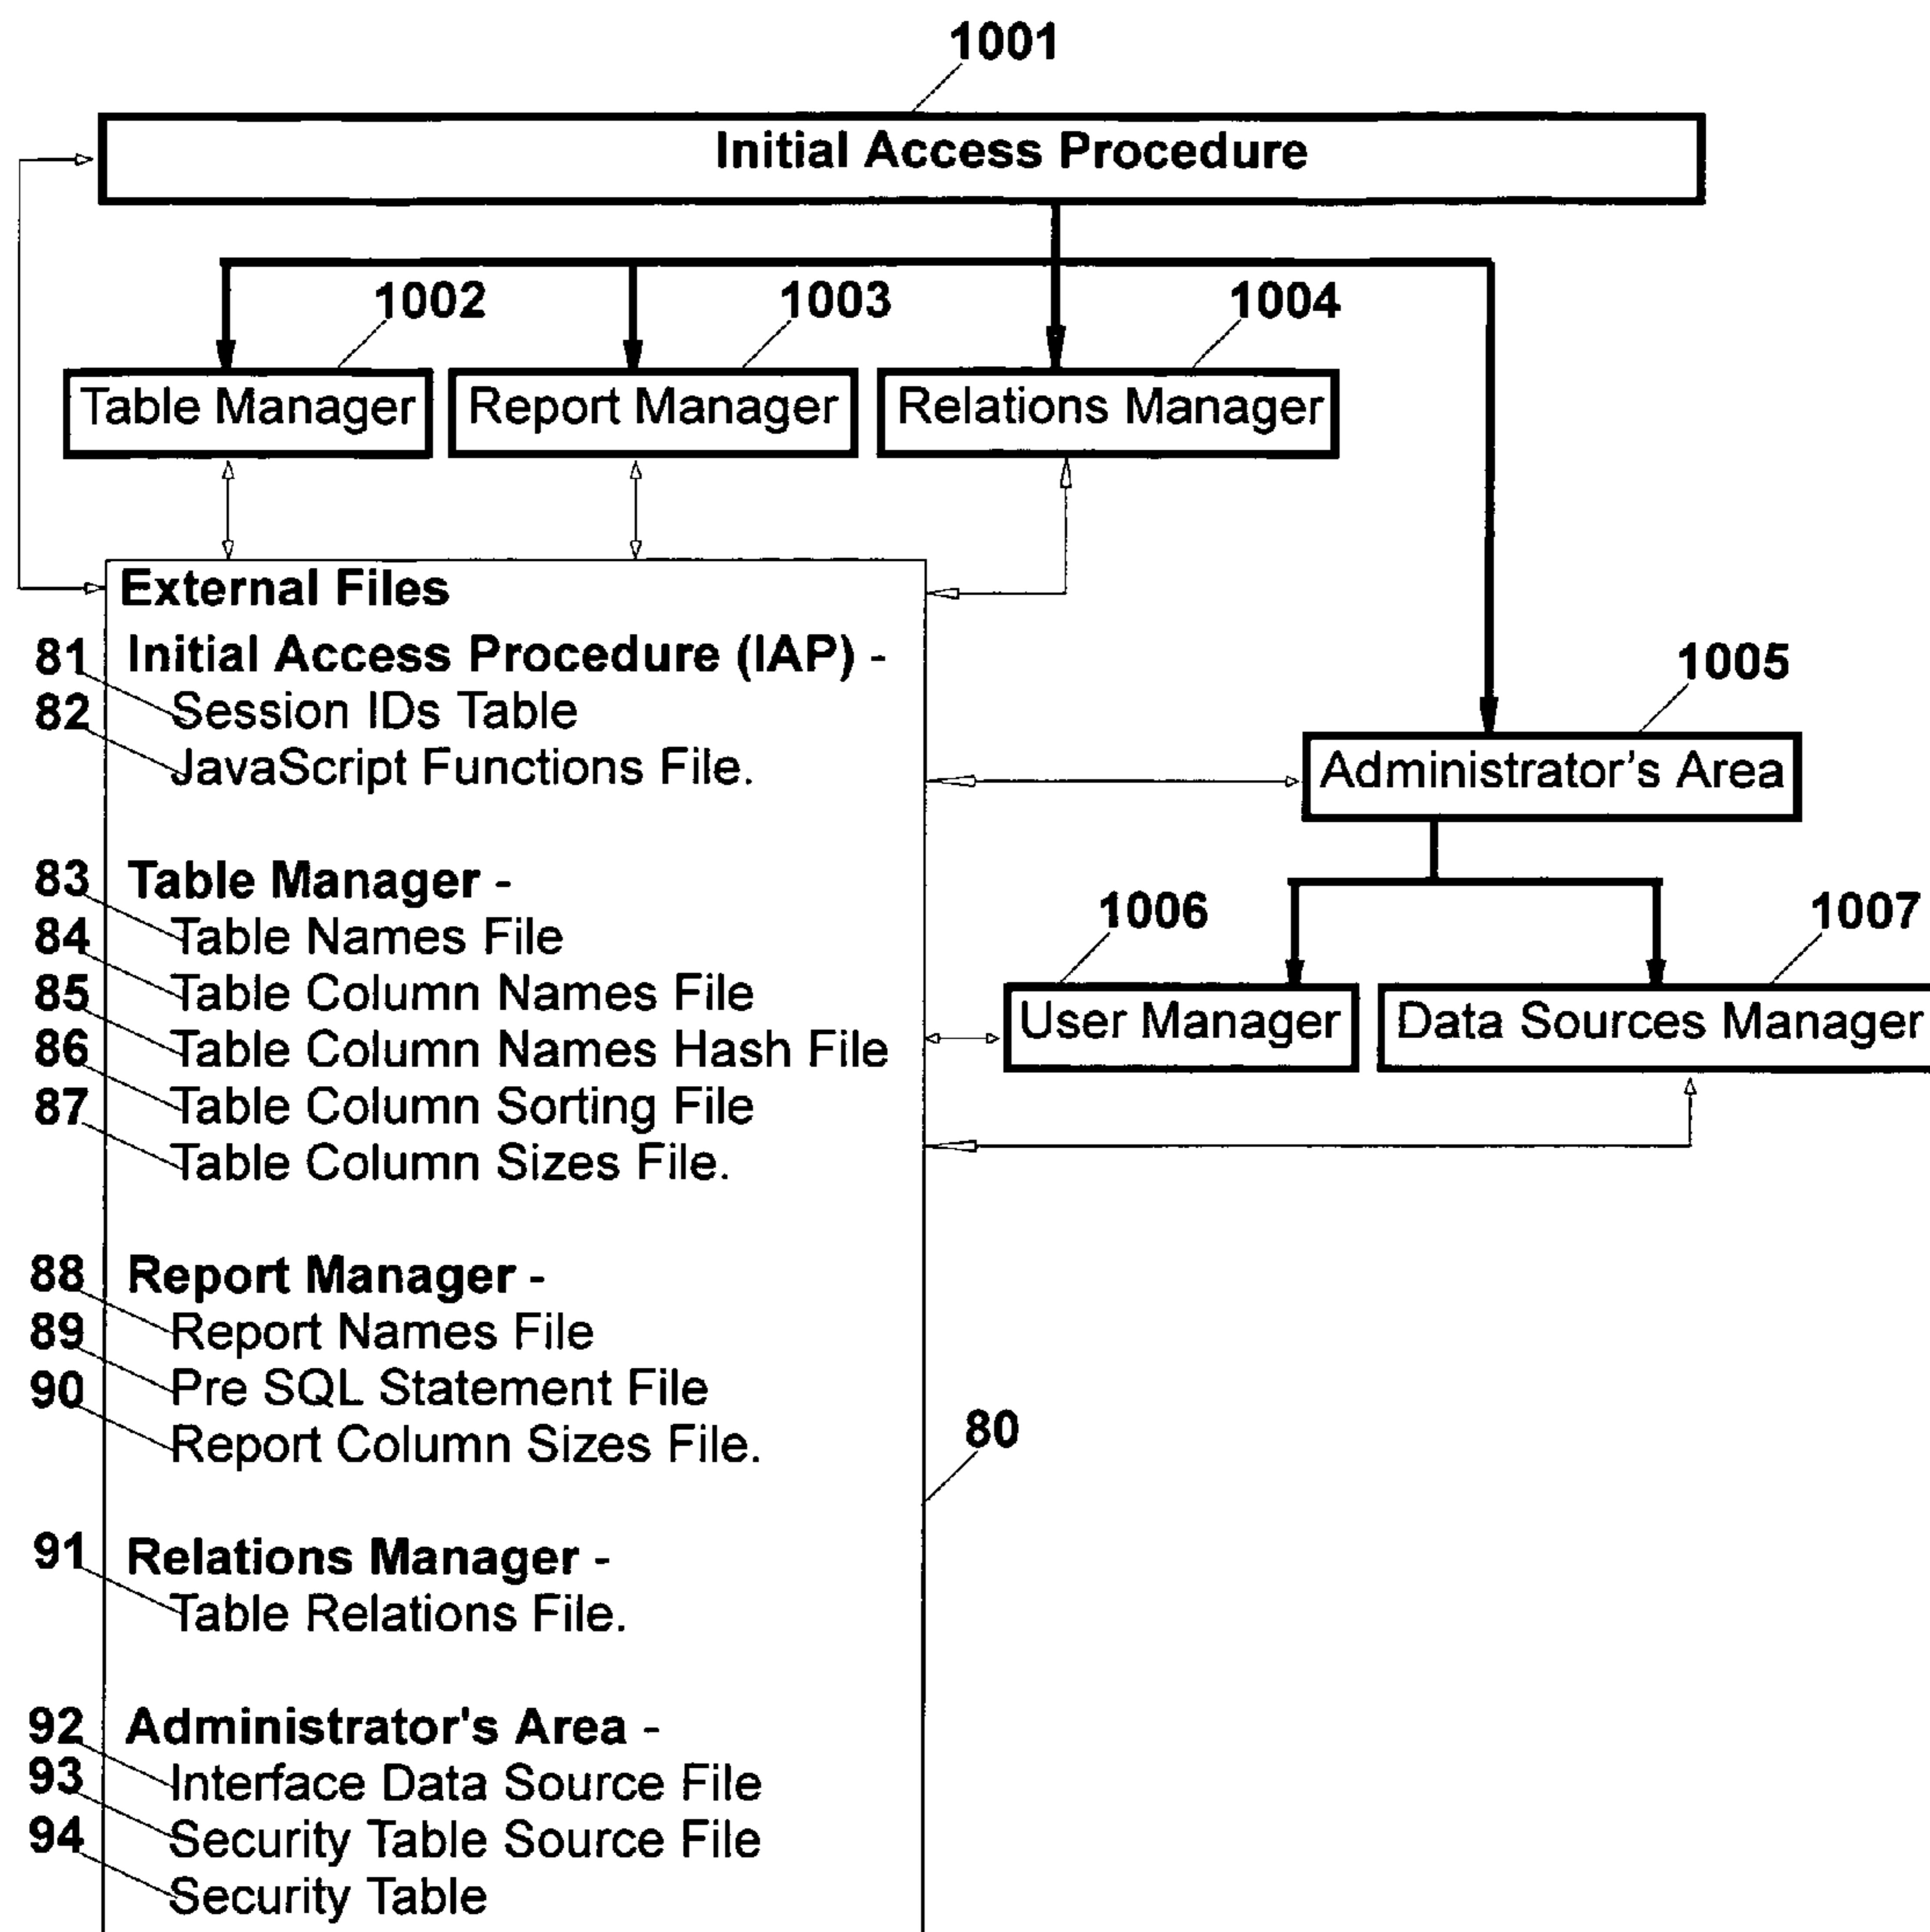 1001
Initial Access Procedure
1002
1003
1004
Table Manager
Report Manager
Relations Manager
External Files
81
Initial Access Procedure (IAP) -
1005
82
Session IDs Table
JavaScript Functions File.
Administrator's Area
83
Table Manager -
1006
1007
84
Table Names File
85
Table Column Names File
User Manager
Data Sources Manager
86
Table Column Names Hash File
87
Table Column Sorting File
Table Column Sizes File.
88
Report Manager -
89
Report Names File
90
Pre SQL Statement File
Report Column Sizes File.
80
91
Relations Manager -
Table Relations File.
92
Administrator's Area -
93
Interface Data Source File
94
Security Table Source File
Security Table